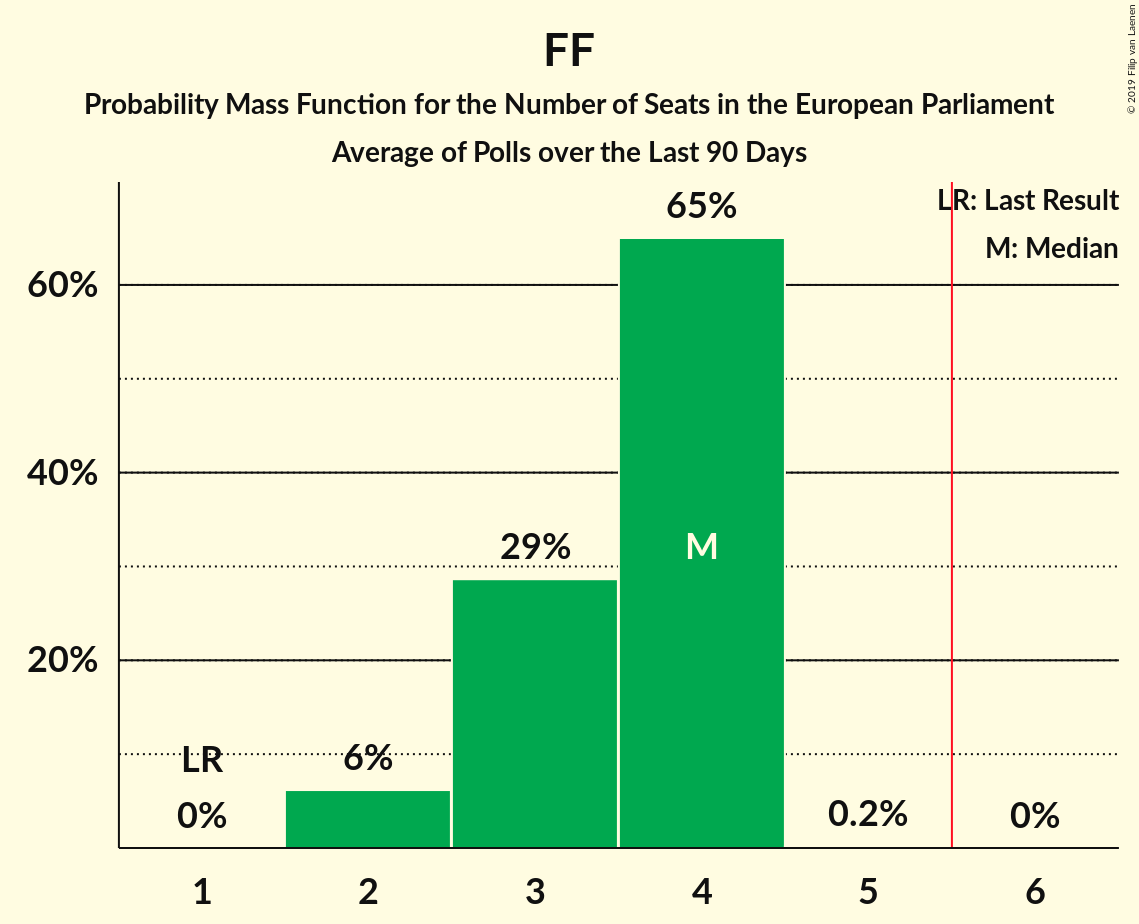 FF
Probability Mass Function for the Number of Seats in the European Parliament
Average of Polls over the Last 90 Days
© 2019 Filip van Laenen
LR: Last Result
M: Median
65%
60%
40%
29%
M
20%
LR
6%
0%
0.2%
0%
1 2 3 4 5 6